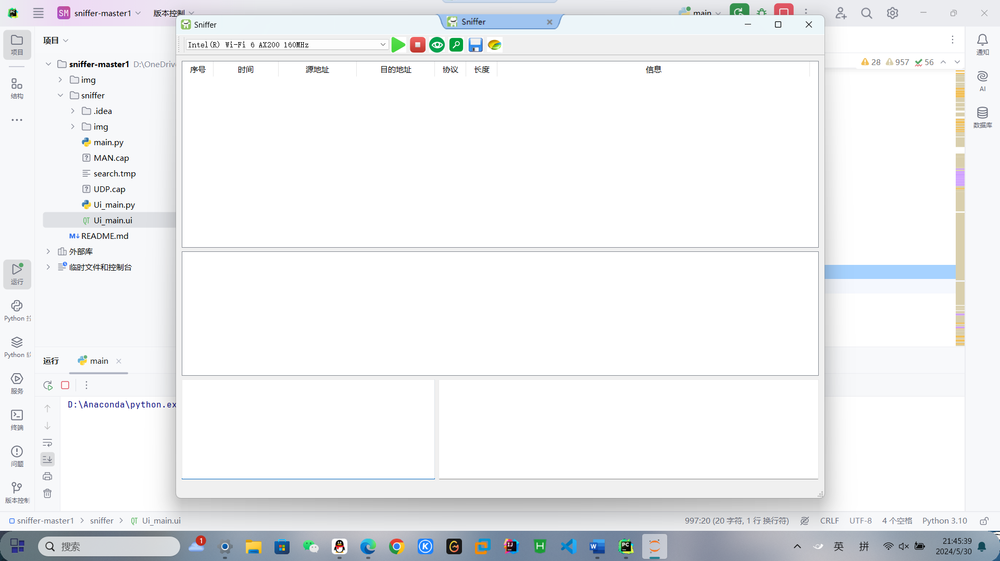 SM sniffer-master1
版本控制
main
Sniffer
Sniffer
Intel(R) Wi-Fi 6 AX200 160MHz
序号 时间 源地址 目的地址 协议 长度 信息
项目
项目
结构
运行
服务
终端
问题
版本控制
sniffer-master1
img
sniffer
.idea
img
main.py
MAN.cap
search.tmp
UDP.cap
Ui_main.py
QT Ui_main.ui
M↓ README.md
外部库
临时文件和控制台
Python
Python
运行 main
D:\Anaconda\python.ex
28 957 56
通知
AI
数据库
sniffer-master1 > sniffer > QT Ui_main.ui
997:20 (20 字符, 1 行 换行符) CRLF UTF-8 4 个空格 Python 3.10
搜索
1
英 拼
21:45:39
2024/5/30